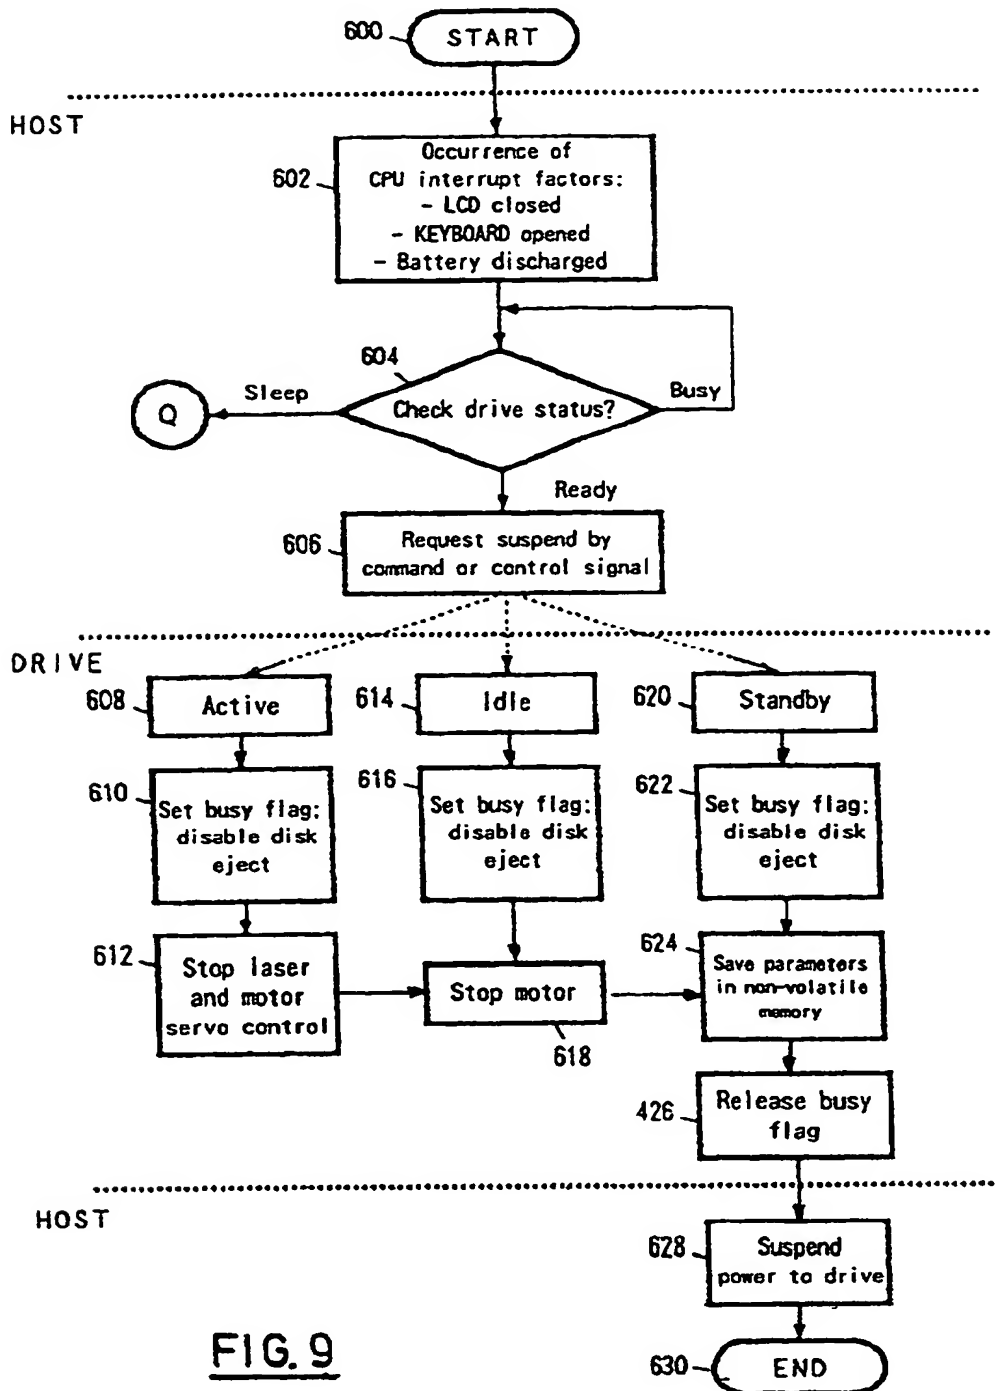 600 START
HOST
602
Occurrence of
CPU interrupt factors:
- LCD closed
- KEYBOARD opened
- Battery discharged
604
Q
Sleep
Check drive status?
Busy
Ready
606
Request suspend by
command or control signal
DRIVE
608 Active
614 Idle
620 Standby
610
Set busy flag:
disable disk
eject
616
Set busy flag:
disable disk
eject
622
Set busy flag:
disable disk
eject
612
Stop laser
and motor
servo control
Stop motor
618
624
Save parameters
in non-volatile
memory
426
Release busy
flag
HOST
628
Suspend
power to drive
630 END
FIG. 9